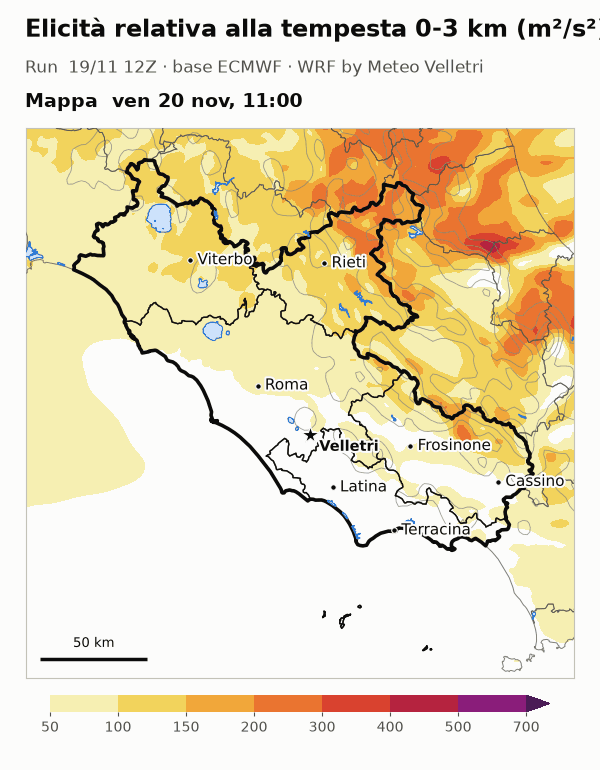 Elicità relativa alla tempesta 0-3 km (m²/s²)
Run 19/11 12Z · base ECMWF · WRF by Meteo Velletri
Mappa ven 20 nov, 11:00
Viterbo
Rieti
Roma
Velletri
Frosinone
Cassino
Latina
Terracina
50 km
50 100 150 200 300 400 500 700